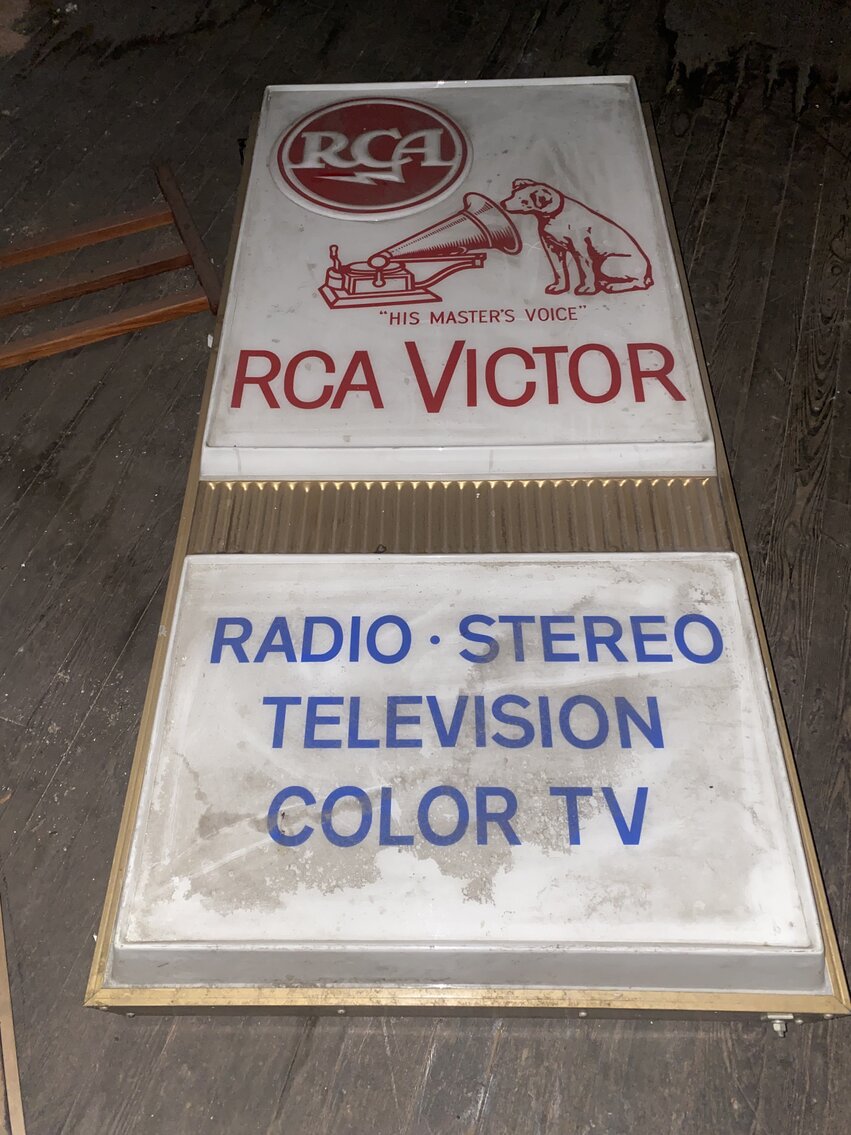 RCA
“HIS MASTER'S VOICE”
RCA VICTOR
RADIO · STEREO
TELEVISION
COLOR TV